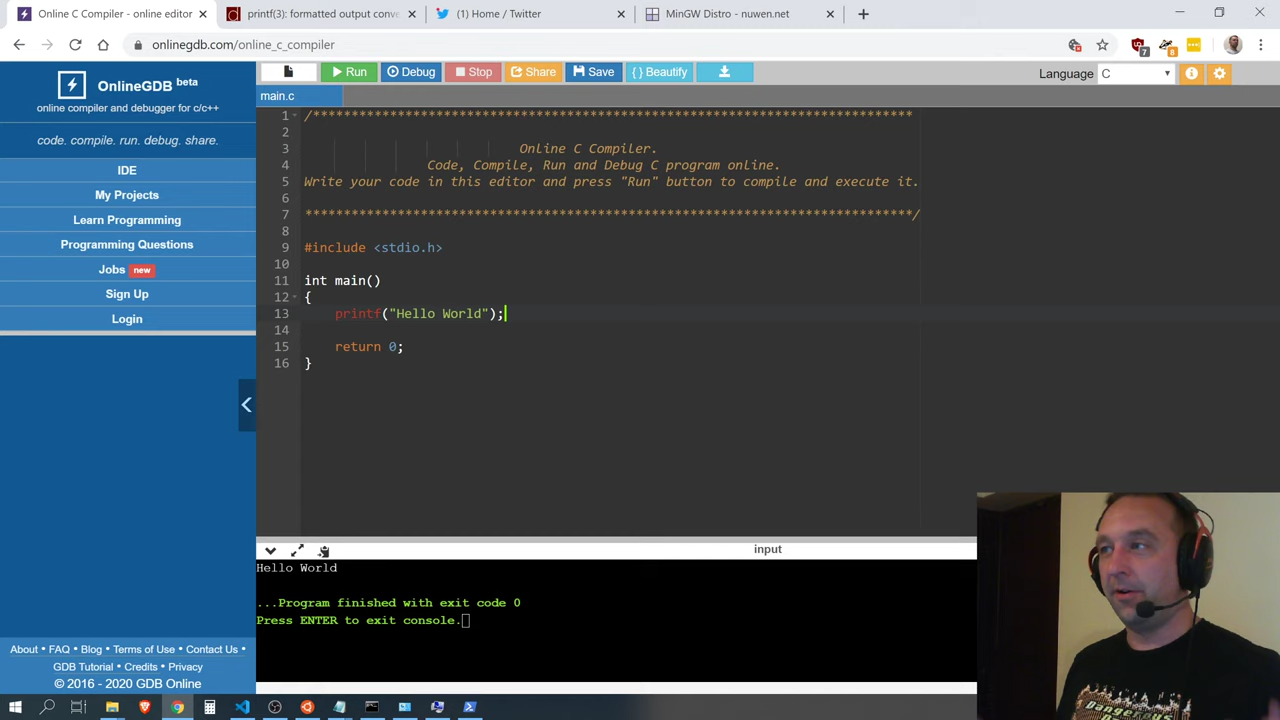 Online C Compiler - online editor
printf(3): formatted output conve
(1) Home / Twitter
MinGW Distro - nuwen.net
onlinegdb.com/online_c_compiler
7
8
OnlineGDB beta
online compiler and debugger for c/c++
code. compile. run. debug. share.
IDE
My Projects
Learn Programming
Programming Questions
Jobs new
Sign Up
Login
About • FAQ • Blog • Terms of Use • Contact Us •
GDB Tutorial • Credits • Privacy
© 2016 - 2020 GDB Online
Run Debug Stop Share Save { } Beautify
Language C
main.c
1 /******************************************************************************
2
3 Online C Compiler.
4 Code, Compile, Run and Debug C program online.
5 Write your code in this editor and press "Run" button to compile and execute it.
6
7 *******************************************************************************/
8
9 #include <stdio.h>
10
11 int main()
12 {
13 printf("Hello World");
14
15 return 0;
16 }
input
Hello World
...Program finished with exit code 0
Press ENTER to exit console.